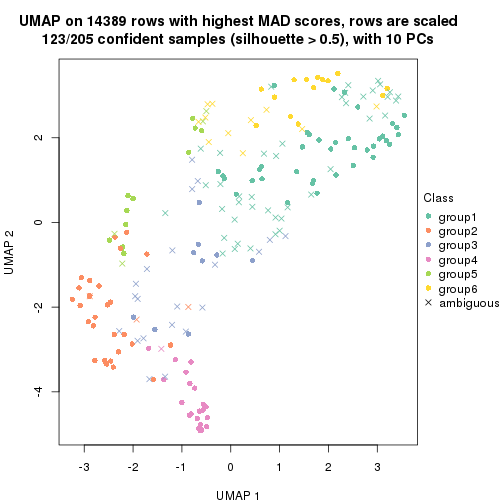 UMAP on 14389 rows with highest MAD scores, rows are scaled
123/205 confident samples (silhouette > 0.5), with 10 PCs
2
0
-2
-4
UMAP 2
-3
-2
-1
0
1
2
3
UMAP 1
Class
group1
group2
group3
group4
group5
group6
ambiguous